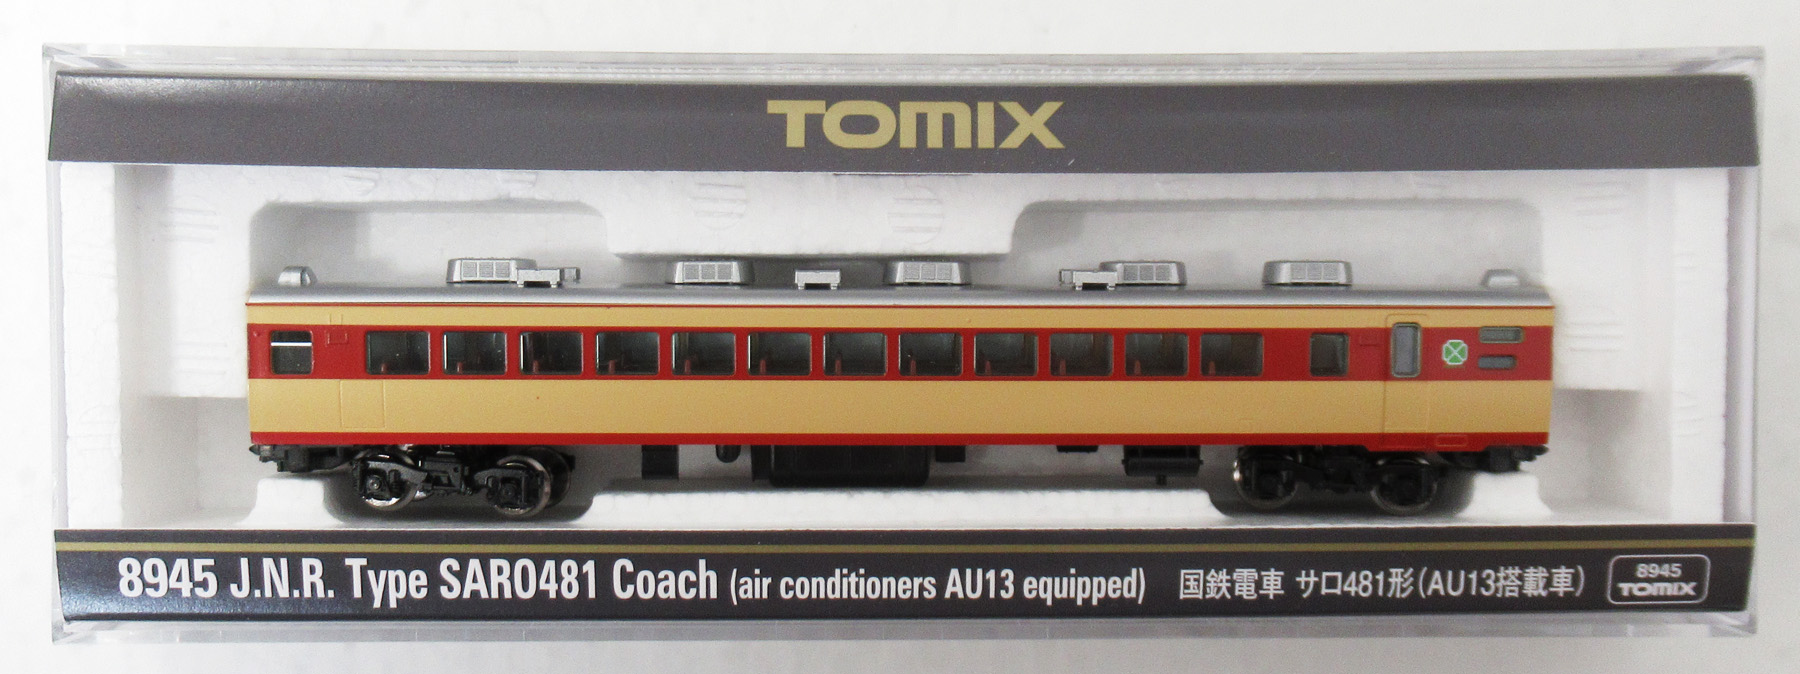 TOMIX
8945 J.N.R. Type SARO481 Coach (air conditioners AU13 equipped) 国鉄電車 サロ481形(AU13搭載車) 8945
TOMIX